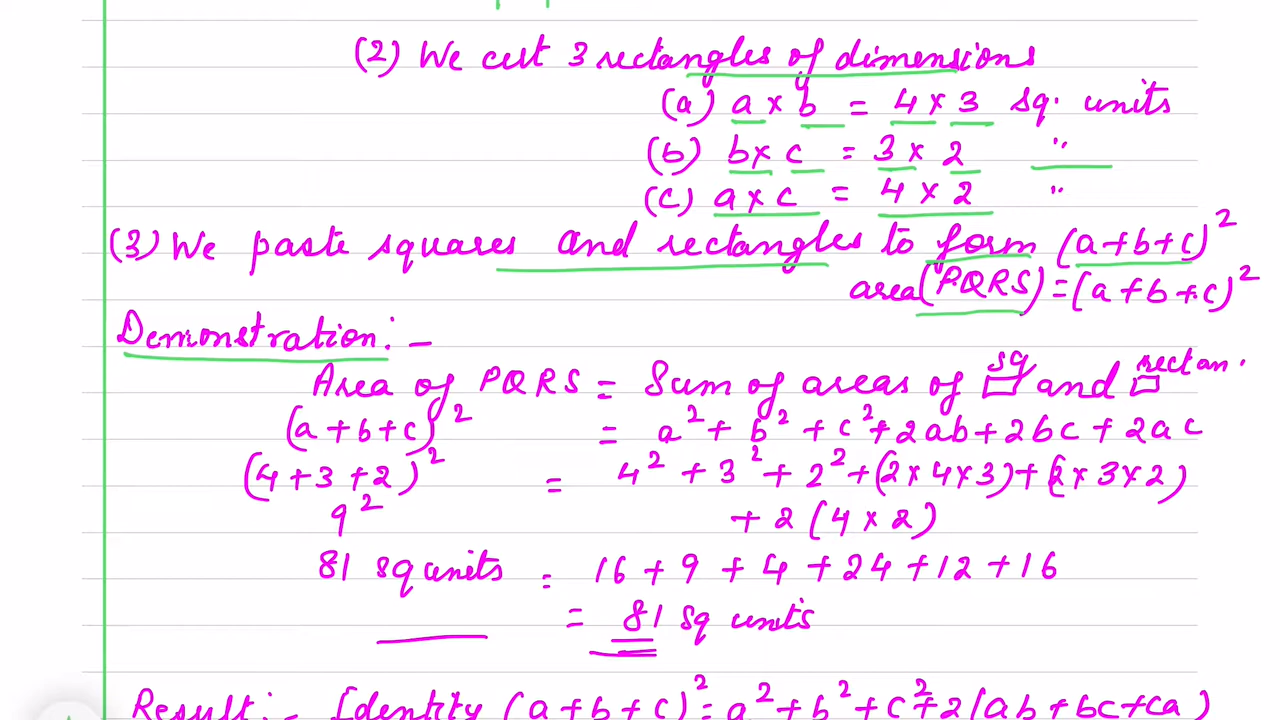 (2) We cut 3 rectangles of dimensions
(a) a × b = 4 × 3 sq. units
(b) b × c = 3 × 2 "
(c) a × c = 4 × 2 "
(3) We paste squares and rectangles to form (a+b+c)²
area(PQRS) = (a+b+c)²
Demonstration:-
Area of PQRS = Sum of areas of sq □ and rectan. □
(a+b+c)² = a² + b² + c² + 2ab + 2bc + 2ac
(4+3+2)² = 4² + 3² + 2² + (2×4×3) + (2×3×2)
9² + 2(4×2)
81 sq units = 16 + 9 + 4 + 24 + 12 + 16
= 81 sq units
Result:- Identity (a+b+c)² = a² + b² + c² + 2(ab+bc+ca)